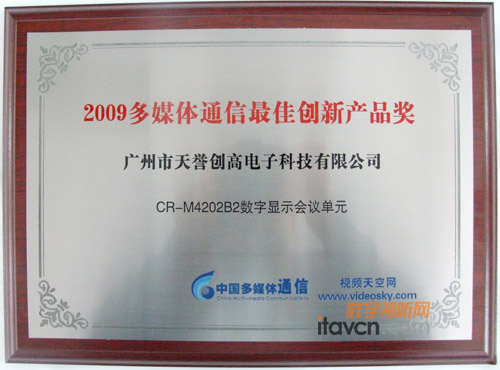 2009多媒体通信最佳创新产品奖
广州市天誉创高电子科技有限公司
CR-M4202B2数字显示会议单元
中国多媒体通信
China Multi-media Communications
视频天空网
www.videosky.com
数字视听网
itavcn